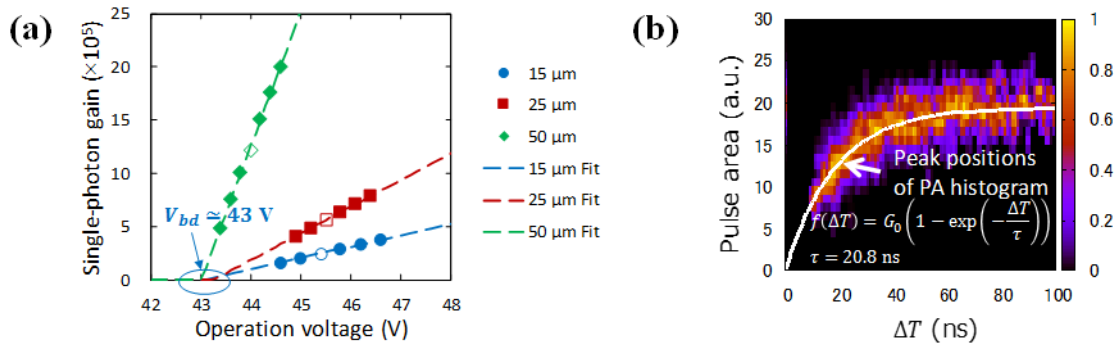 (a)
Single-photon gain (×10⁵)
25
20
15
10
5
0
V_bd ≃ 43 V
42 43 44 45 46 47 48
Operation voltage (V)
15 μm
25 μm
50 μm
15 μm Fit
25 μm Fit
50 μm Fit
(b)
Pulse area (a.u.)
30
25
20
15
10
5
0
Peak positions
of PA histogram
f(ΔT) = G₀ (1 − exp (−ΔT/τ))
τ = 20.8 ns
0 20 40 60 80 100
ΔT (ns)
1
0.8
0.6
0.4
0.2
0